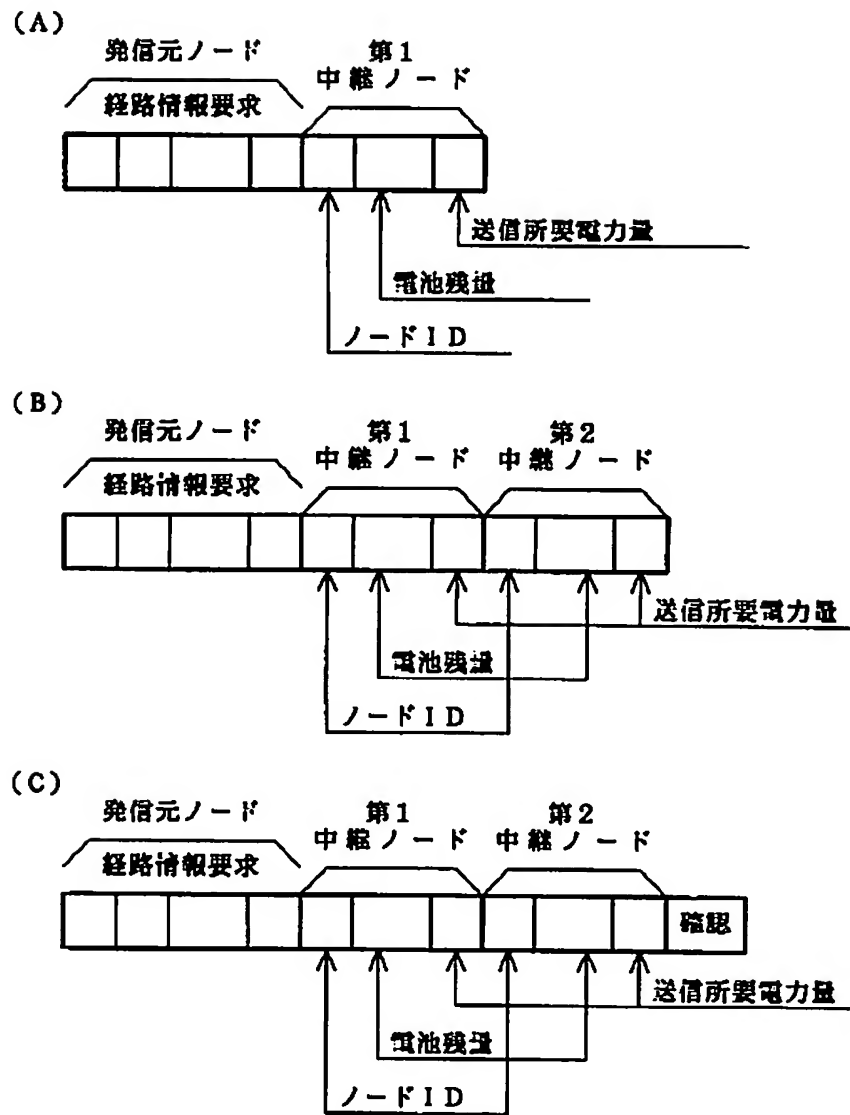 (A)
発信元ノード
第1
中継ノード
経路情報要求
送信所要電力量
電池残量
ノードID
(B)
発信元ノード
第1
第2
中継ノード
中継ノード
経路情報要求
送信所要電力量
電池残量
ノードID
(C)
発信元ノード
第1
第2
中継ノード
中継ノード
経路情報要求
確認
送信所要電力量
電池残量
ノードID